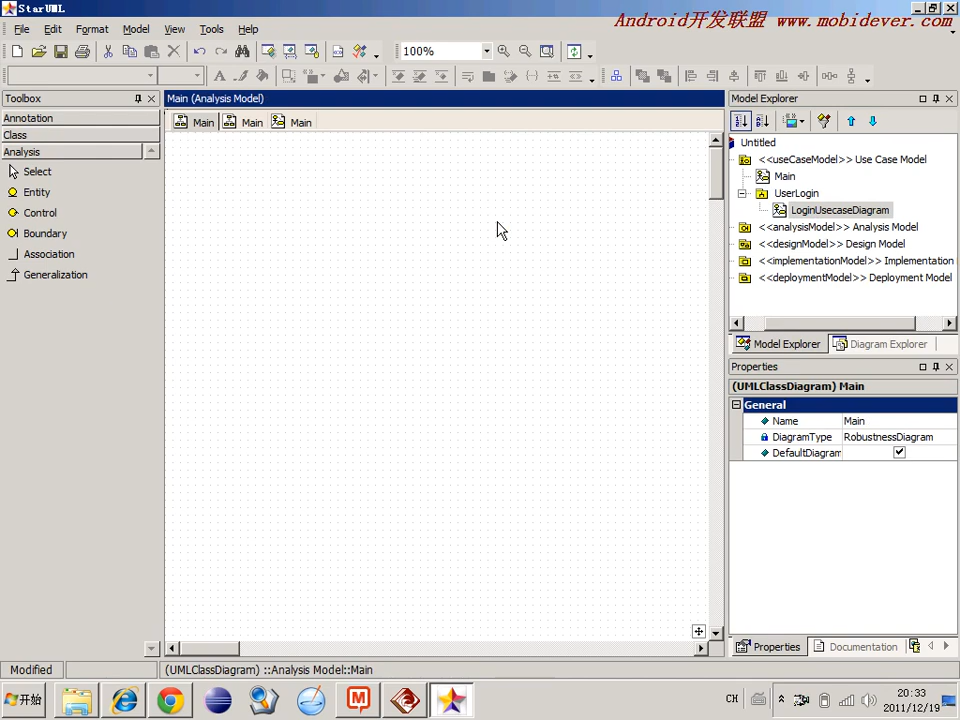 StarUML
Android开发联盟 www.mobidever.com
File Edit Format Model View Tools Help
100%
Toolbox
Main (Analysis Model)
Model Explorer
Annotation
Class
Analysis
Main Main Main
Select
Entity
Control
Boundary
Association
Generalization
Untitled
<<useCaseModel>> Use Case Model
Main
UserLogin
LoginUsecaseDiagram
<<analysisModel>> Analysis Model
<<designModel>> Design Model
<<implementationModel>> Implementation
<<deploymentModel>> Deployment Model
Model Explorer Diagram Explorer
Properties
(UMLClassDiagram) Main
General
Name Main
DiagramType RobustnessDiagram
DefaultDiagram
Properties Documentation
Modified
(UMLClassDiagram) ::Analysis Model::Main
开始
CH
20:33
2011/12/19